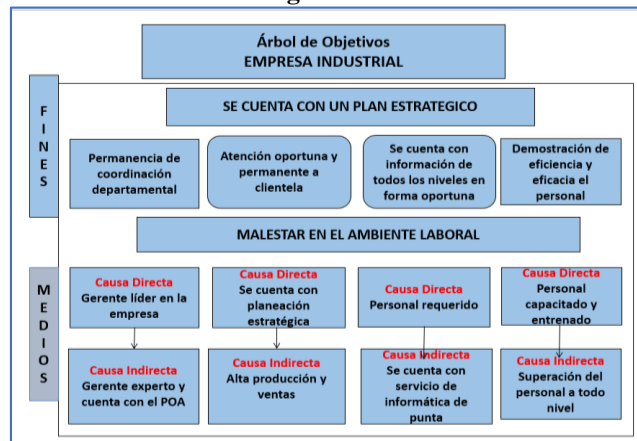 Árbol de Objetivos
EMPRESA INDUSTRIAL
F
I
N
E
S
SE CUENTA CON UN PLAN ESTRATEGICO
Permanencia de
coordinación
departamental
Atención oportuna y
permanente a
clientela
Se cuenta con
información de
todos los niveles en
forma oportuna
Demostración de
eficiencia y
eficacia el
personal
MALESTAR EN EL AMBIENTE LABORAL
M
E
D
I
O
S
Causa Directa
Gerente líder en la
empresa
Causa Directa
Se cuenta con
planeación
estratégica
Causa Directa
Personal requerido
Causa Directa
Personal
capacitado y
entrenado
Causa Indirecta
Gerente experto y
cuenta con el POA
Causa Indirecta
Alta producción y
ventas
Causa Indirecta
Se cuenta con
servicio de
informática de
punta
Causa Indirecta
Superación del
personal a todo
nivel